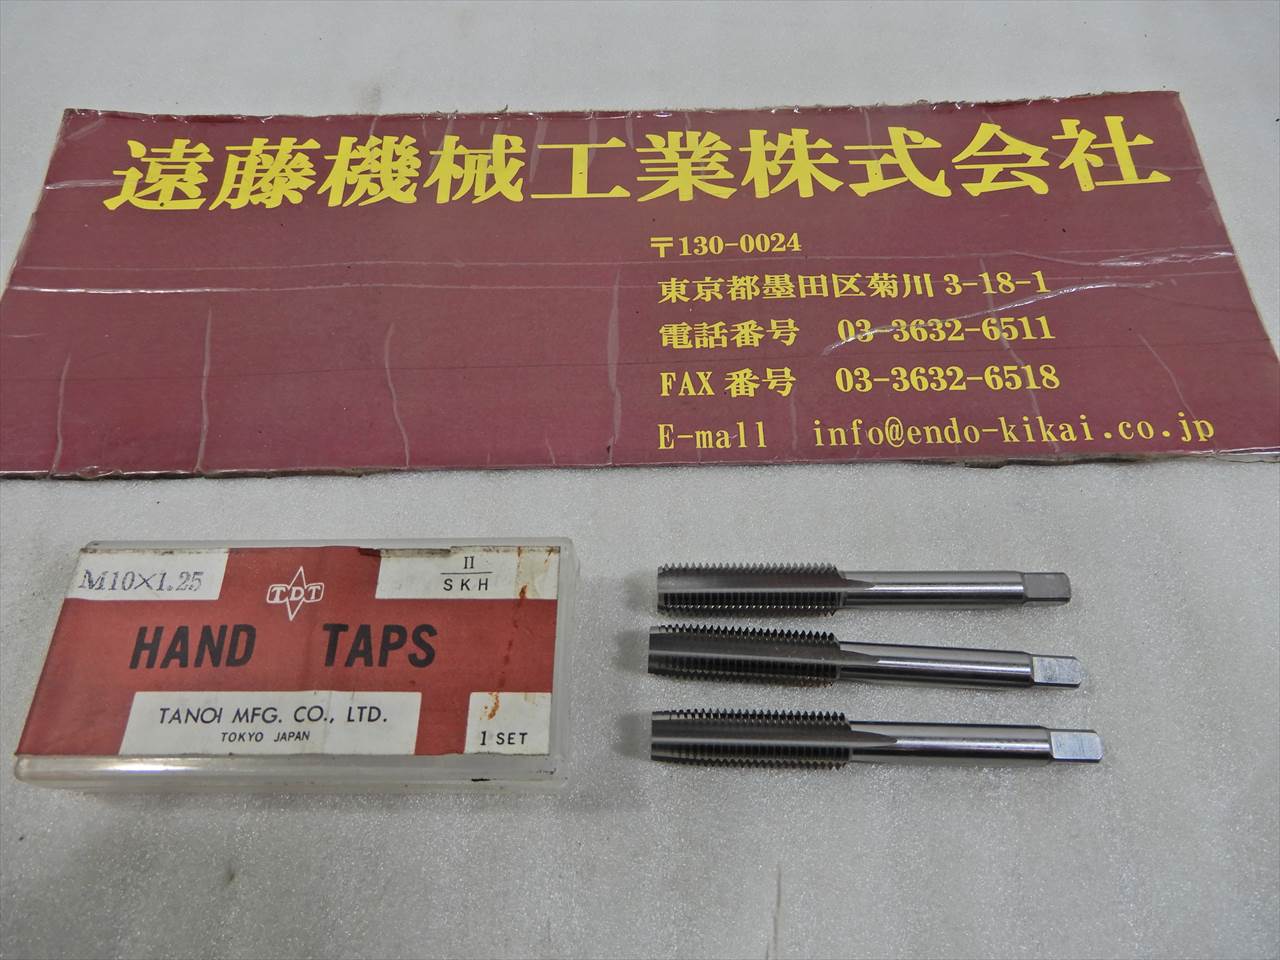 遠藤機械工業株式会社
〒130-0024
東京都墨田区菊川 3-18-1
電話番号 03-3632-6511
FAX 番号 03-3632-6518
E-mall info@endo-kikai.co.jp
M10×1.25
TDT
II
SKH
HAND TAPS
TANOI MFG. CO., LTD.
TOKYO JAPAN
1 SET